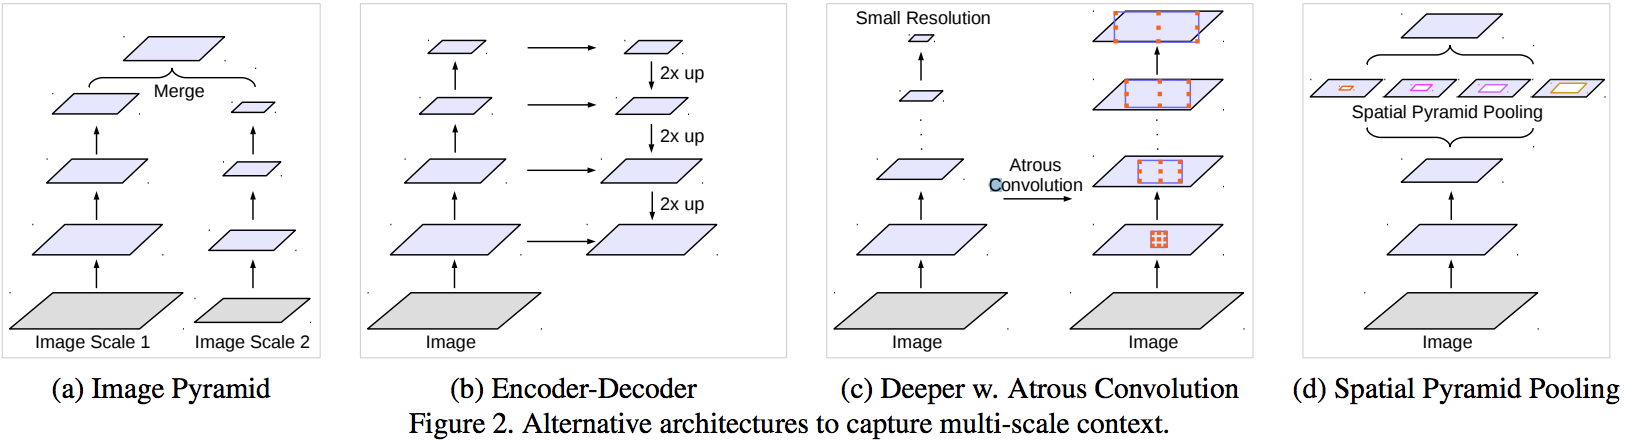 Merge
Image Scale 1
Image Scale 2
(a) Image Pyramid
2x up
2x up
2x up
Image
(b) Encoder-Decoder
Small Resolution
Atrous
Convolution
Image
Image
(c) Deeper w. Atrous Convolution
Spatial Pyramid Pooling
Image
(d) Spatial Pyramid Pooling
Figure 2. Alternative architectures to capture multi-scale context.